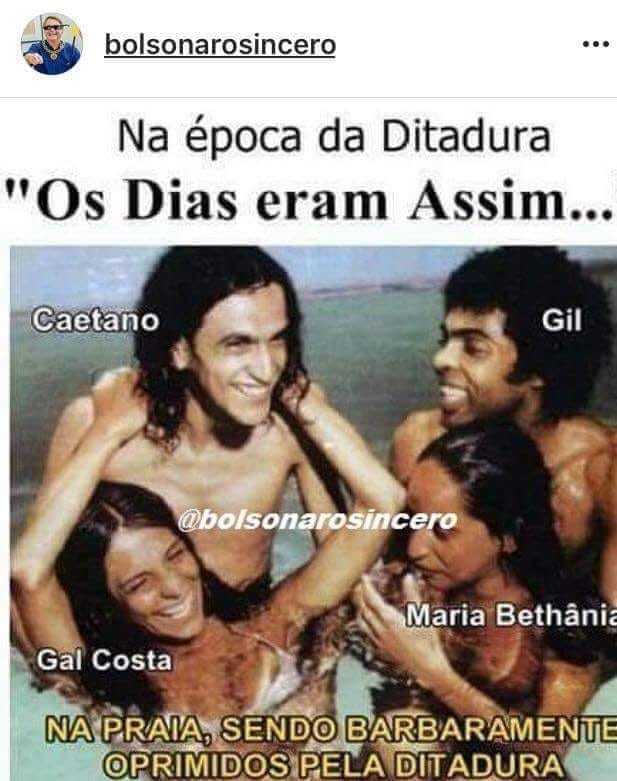 bolsonarosincero
Na época da Ditadura
"Os Dias eram Assim...
Caetano
Gil
@bolsonarosincero
Maria Bethânia
Gal Costa
NA PRAIA, SENDO BARBARAMENTE
OPRIMIDOS PELA DITADURA